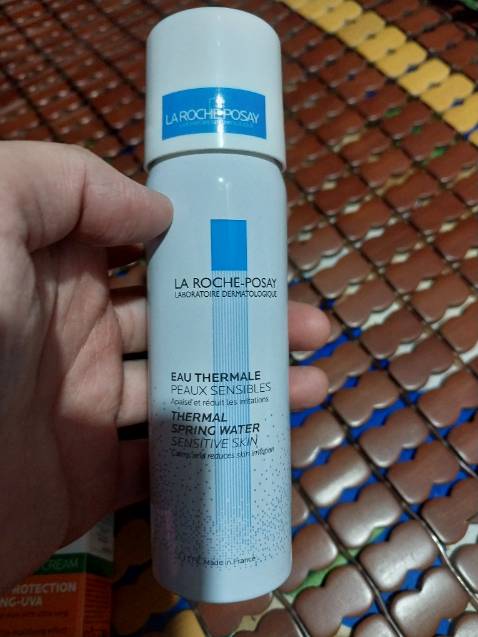 LA ROCHE-POSAY
LA ROCHE-POSAY
LABORATOIRE DERMATOLOGIQUE
EAU THERMALE
PEAUX SENSIBLES
Apaise et réduit les irritations
THERMAL
SPRING WATER
SENSITIVE SKIN
Calms and reduces skin irritation
Made in France
CREAM
PROTECTION
NG-UVA